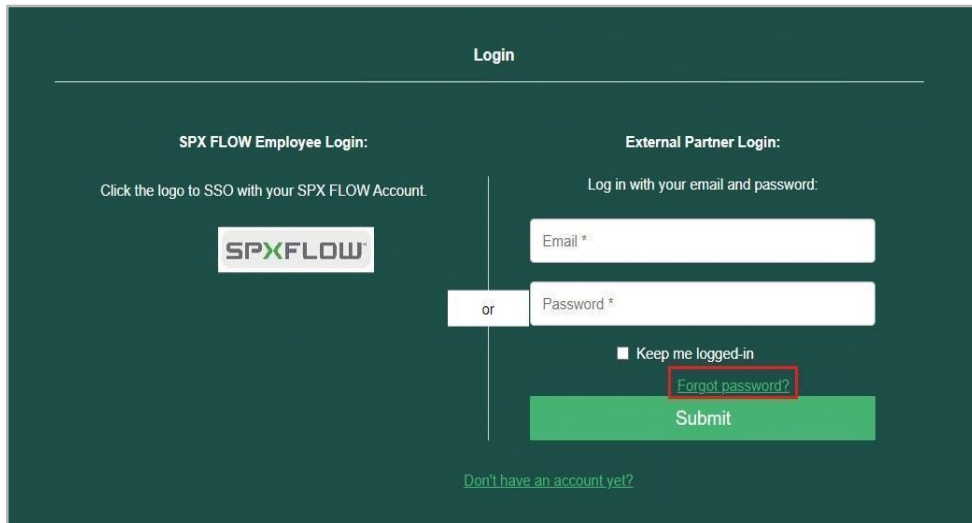 Login
SPX FLOW Employee Login:
Click the logo to SSO with your SPX FLOW Account.
SPXFLOW
or
External Partner Login:
Log in with your email and password:
Email *
Password *
Keep me logged-in
Forgot password?
Submit
Don't have an account yet?